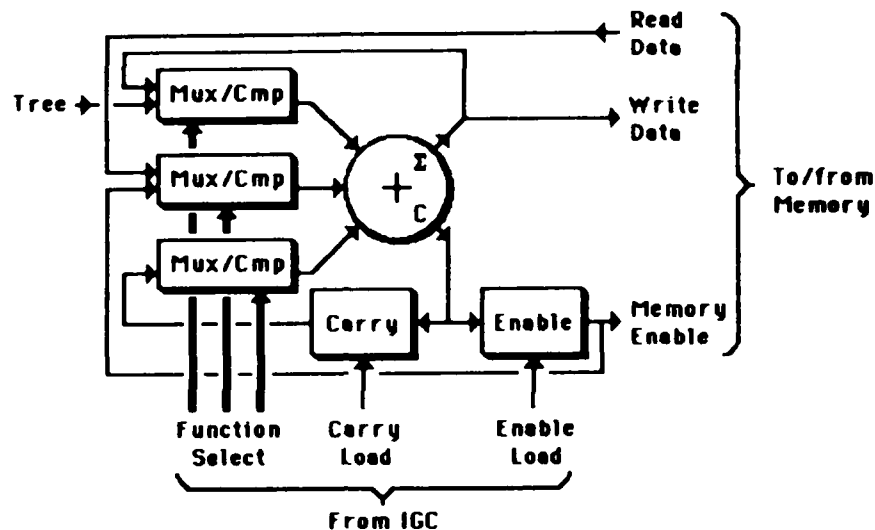 Read
Data
Mux/Cmp
Tree
Write
Data
Σ
Mux/Cmp
+
To/from
Memory
C
Mux/Cmp
Carry
Enable
Memory
Enable
Function
Select
Carry
Load
Enable
Load
From IGC